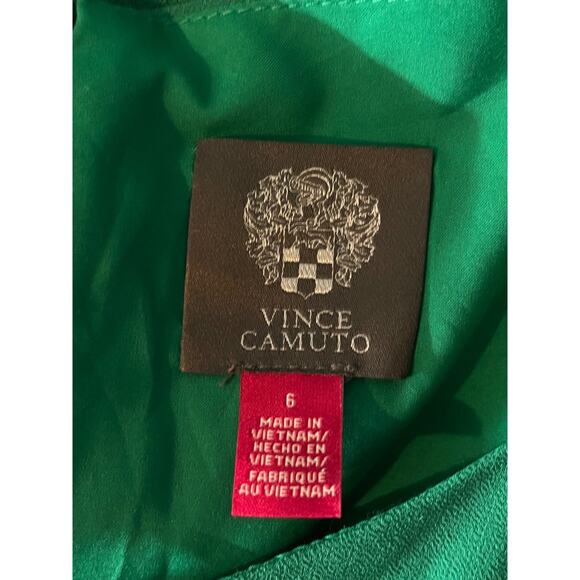 VINCE
CAMUTO
6
MADE IN
VIETNAM/
HECHO EN
VIETNAM/
FABRIQUÉ
AU VIETNAM